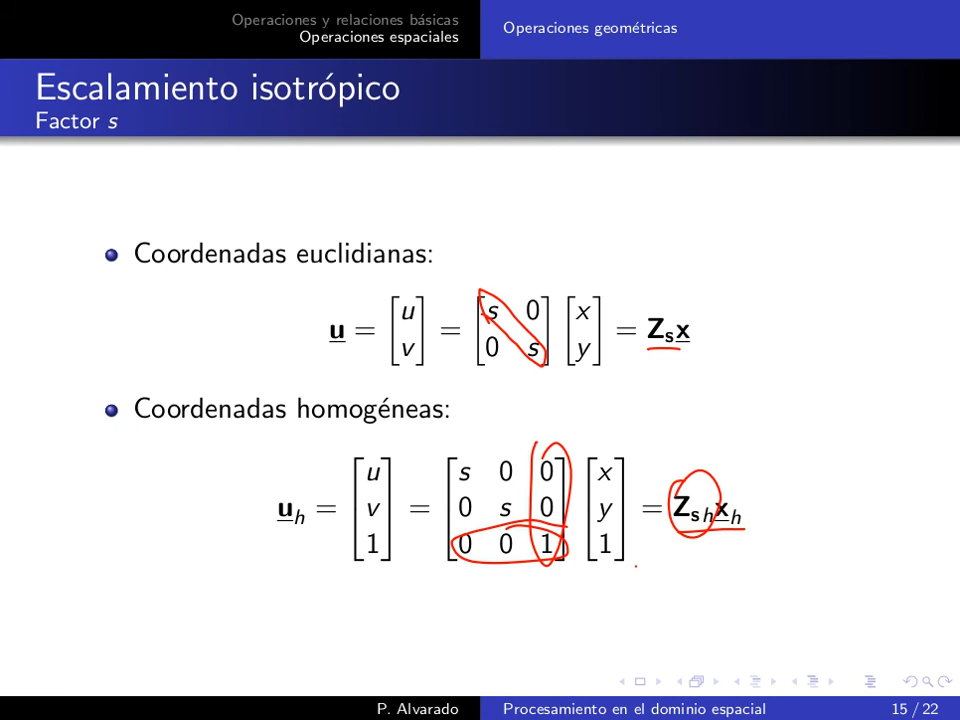 Operaciones y relaciones básicas
Operaciones espaciales
Operaciones geométricas
Escalamiento isotrópico
Factor s
Coordenadas euclidianas:
u = [u v] = [s 0 0 s] [x y] = Zₛx
Coordenadas homogéneas:
uₕ = [u v 1] = [s 0 0 0 s 0 0 0 1] [x y 1] = Zₛₕxₕ
P. Alvarado
Procesamiento en el dominio espacial
15 / 22